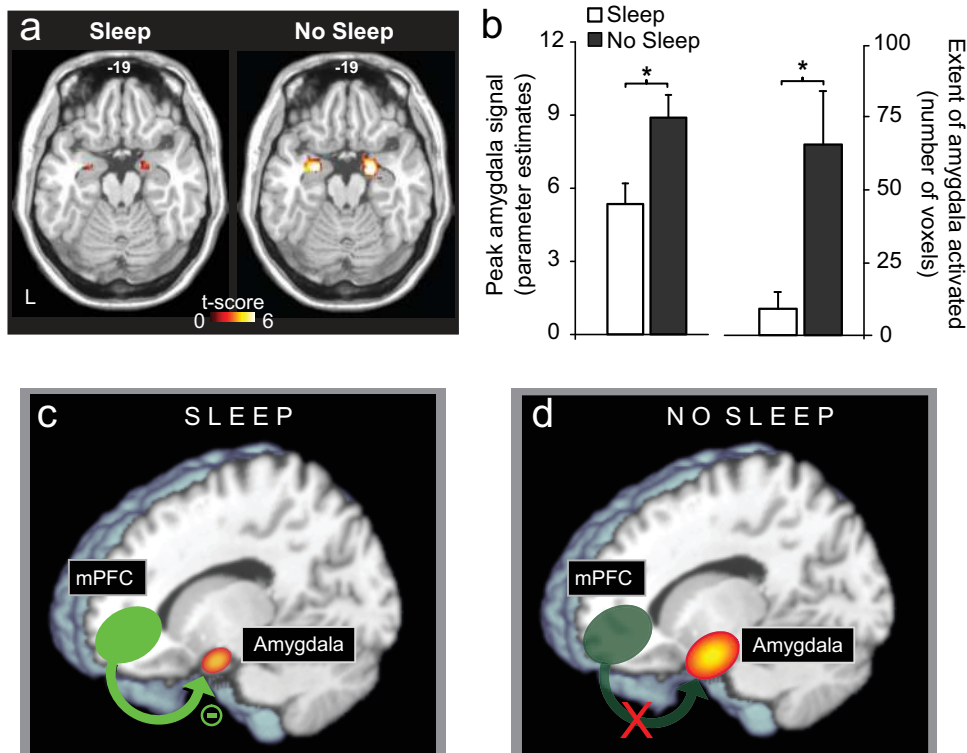 a
Sleep
No Sleep
-19
-19
L
t-score
0
6
b
Sleep
No Sleep
12
9
6
3
0
Peak amygdala signal
(parameter estimates)
*
*
100
75
50
25
0
Extent of amygdala activated
(number of voxels)
c
SLEEP
mPFC
Amygdala
-
d
NO SLEEP
mPFC
Amygdala
X